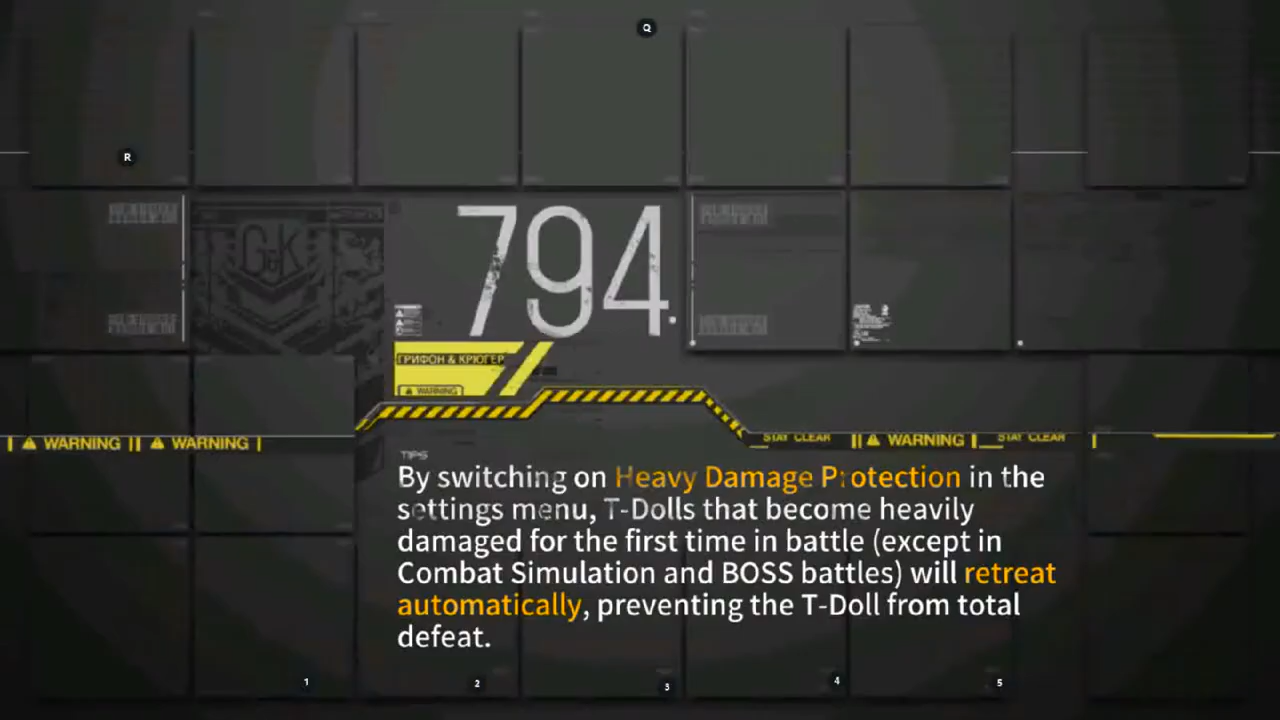 Q
R
G&K
794.
ГРИФОН & КРЮГЕР
WARNING
WARNING
WARNING
STAY CLEAR
WARNING
STAY CLEAR
TIPS
By switching on Heavy Damage Protection in the
settings menu, T-Dolls that become heavily
damaged for the first time in battle (except in
Combat Simulation and BOSS battles) will retreat
automatically, preventing the T-Doll from total
defeat.
1
2
3
4
5